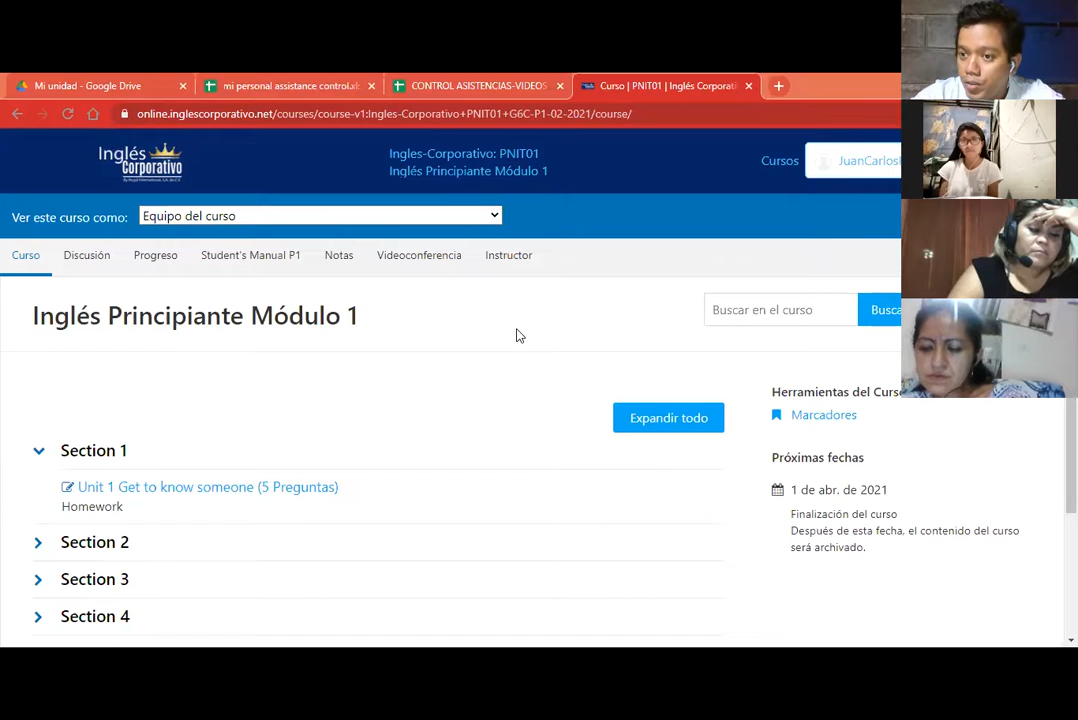 Mi unidad - Google Drive
mi personal assistance control.xl
CONTROL ASISTENCIAS-VIDEOS
Curso | PNIT01 | Inglés Corporati
online.inglescorporativo.net/courses/course-v1:Ingles-Corporativo+PNIT01+G6C-P1-02-2021/course/
Inglés
Corporativo
Ingles-Corporativo: PNIT01
Inglés Principiante Módulo 1
Cursos
JuanCarlos
Ver este curso como:
Equipo del curso
Curso
Discusión
Progreso
Student's Manual P1
Notas
Videoconferencia
Instructor
Inglés Principiante Módulo 1
Buscar en el curso
Busca
Herramientas del Curs
Marcadores
Expandir todo
Próximas fechas
Section 1
Unit 1 Get to know someone (5 Preguntas)
Homework
1 de abr. de 2021
Finalización del curso
Después de esta fecha, el contenido del curso
será archivado.
Section 2
Section 3
Section 4